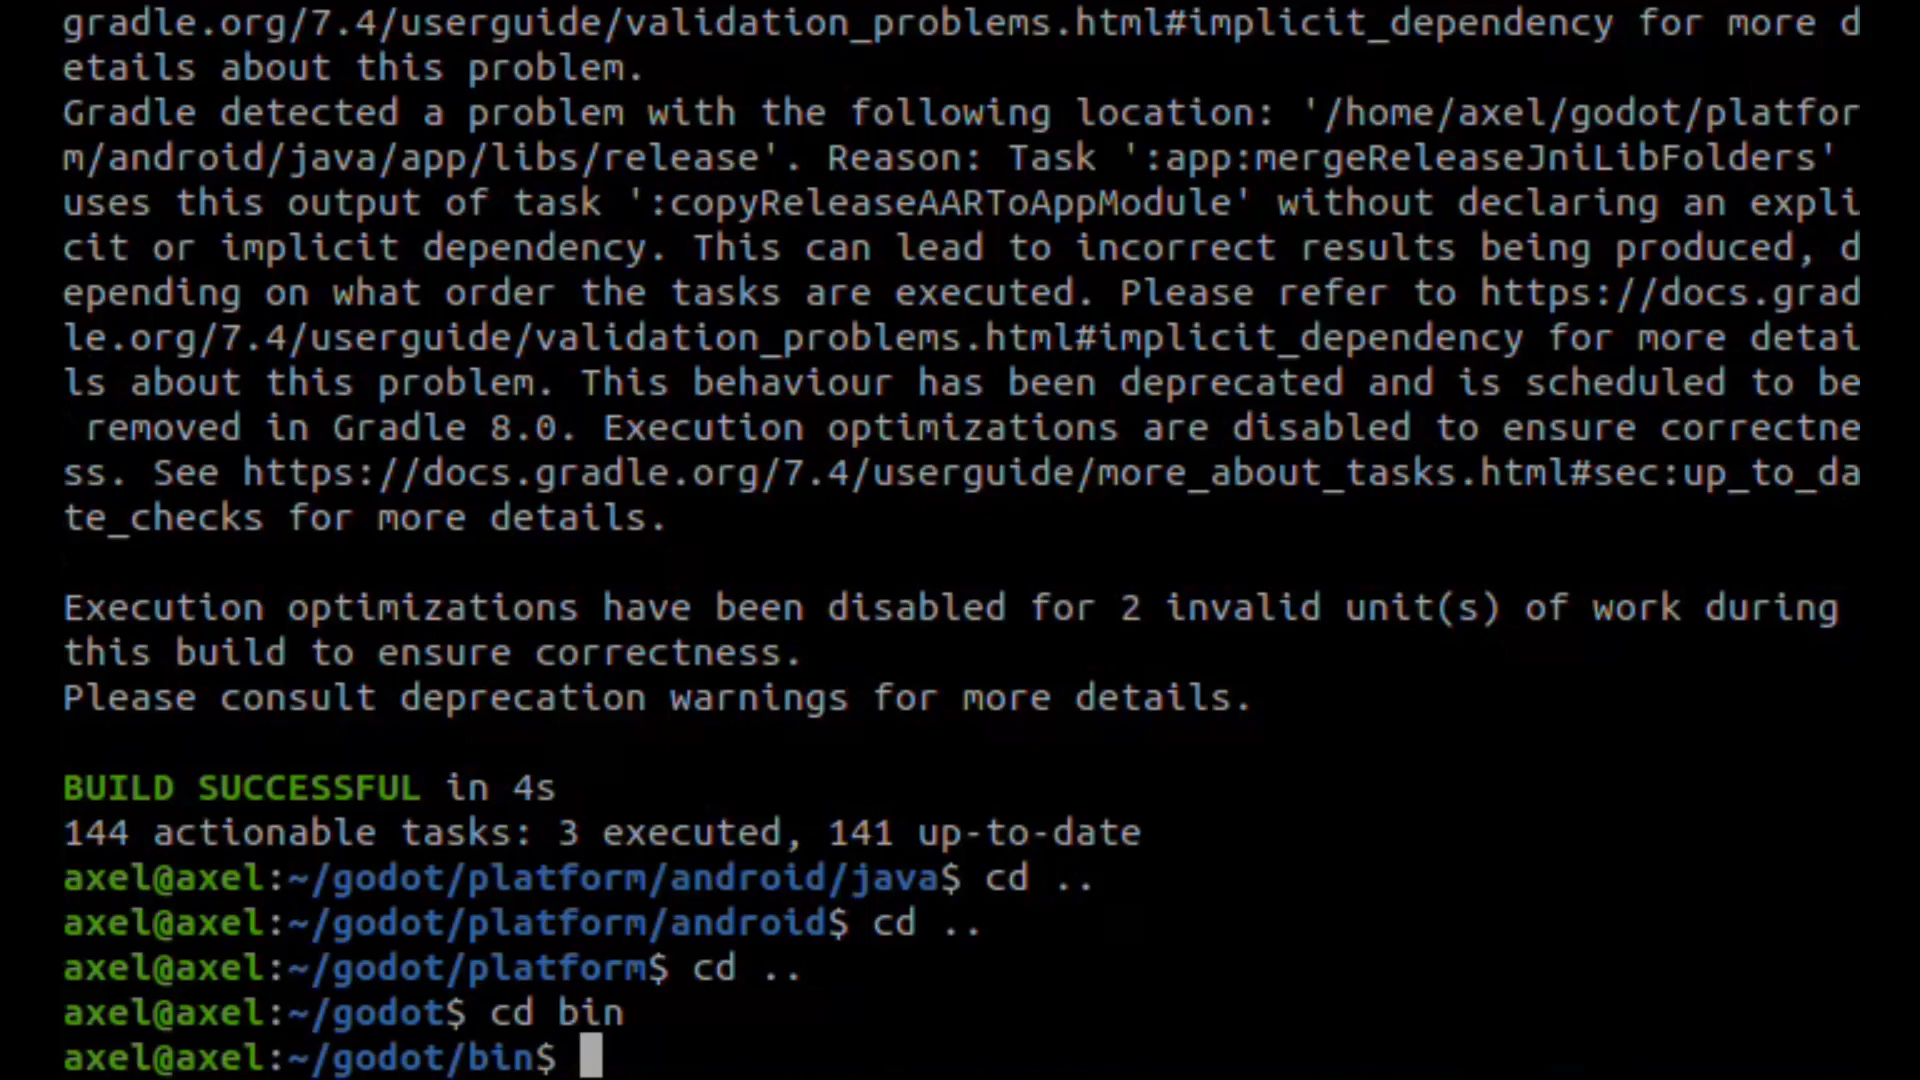 gradle.org/7.4/userguide/validation_problems.html#implicit_dependency for more d
etails about this problem.
Gradle detected a problem with the following location: '/home/axel/godot/platfor
m/android/java/app/libs/release'. Reason: Task ':app:mergeReleaseJniLibFolders'
uses this output of task ':copyReleaseAARToAppModule' without declaring an expli
cit or implicit dependency. This can lead to incorrect results being produced, d
epending on what order the tasks are executed. Please refer to https://docs.grad
le.org/7.4/userguide/validation_problems.html#implicit_dependency for more detai
ls about this problem. This behaviour has been deprecated and is scheduled to be
 removed in Gradle 8.0. Execution optimizations are disabled to ensure correctne
ss. See https://docs.gradle.org/7.4/userguide/more_about_tasks.html#sec:up_to_da
te_checks for more details.

Execution optimizations have been disabled for 2 invalid unit(s) of work during
this build to ensure correctness.
Please consult deprecation warnings for more details.

BUILD SUCCESSFUL in 4s
144 actionable tasks: 3 executed, 141 up-to-date
axel@axel:~/godot/platform/android/java$ cd ..
axel@axel:~/godot/platform/android$ cd ..
axel@axel:~/godot/platform$ cd ..
axel@axel:~/godot$ cd bin
axel@axel:~/godot/bin$